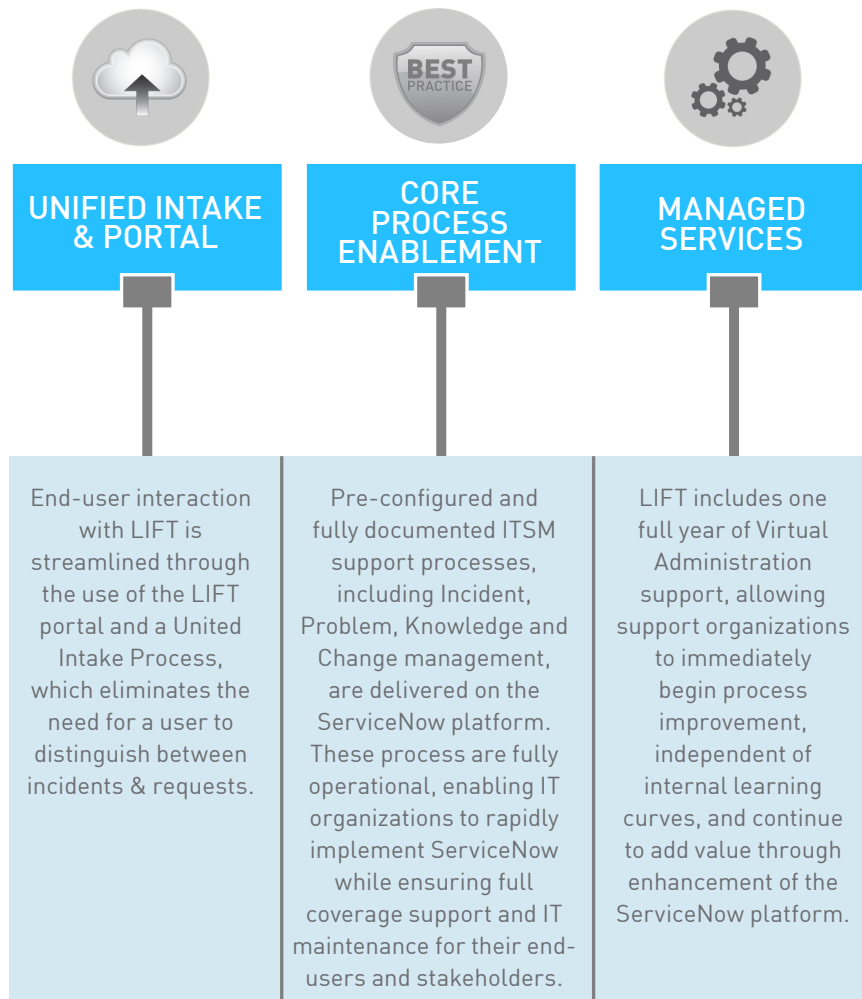 BEST
PRACTICE
UNIFIED INTAKE
& PORTAL
CORE
PROCESS
ENABLEMENT
MANAGED
SERVICES
End-user interaction
with LIFT is
streamlined through
the use of the LIFT
portal and a United
Intake Process,
which eliminates the
need for a user to
distinguish between
incidents & requests.
Pre-configured and
fully documented ITSM
support processes,
including Incident,
Problem, Knowledge and
Change management,
are delivered on the
ServiceNow platform.
These process are fully
operational, enabling IT
organizations to rapidly
implement ServiceNow
while ensuring full
coverage support and IT
maintenance for their end-
users and stakeholders.
LIFT includes one
full year of Virtual
Administration
support, allowing
support organizations
to immediately
begin process
improvement,
independent of
internal learning
curves, and continue
to add value through
enhancement of the
ServiceNow platform.